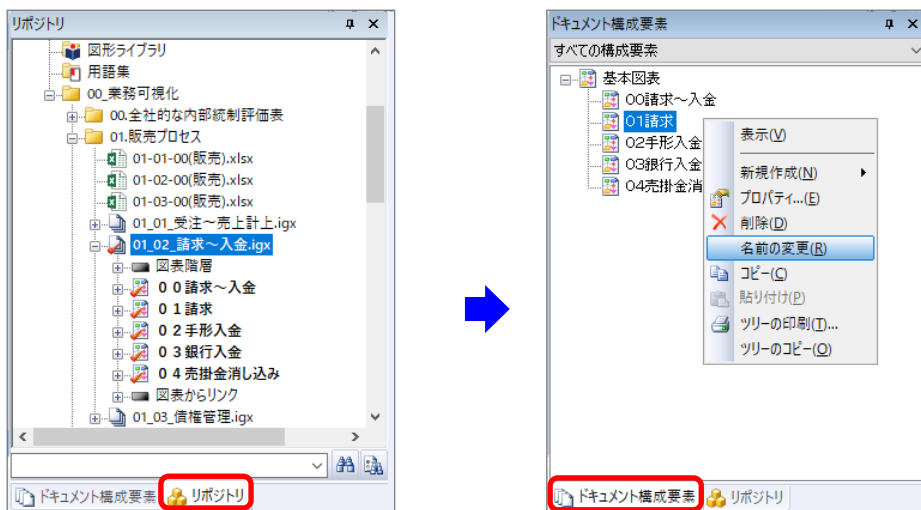 リポジトリ
図形ライブラリ
用語集
00_業務可視化
00.全社的な内部統制評価表
01.販売プロセス
01-01-00(販売).xlsx
01-02-00(販売).xlsx
01-03-00(販売).xlsx
01_01_受注～売上計上.igx
01_02_請求～入金.igx
図表階層
００請求～入金
０１請求
０２手形入金
０３銀行入金
０４売掛金消し込み
図表からリンク
01_03_債権管理.igx
ドキュメント構成要素
リポジトリ
ドキュメント構成要素
すべての構成要素
基本図表
００請求～入金
０１請求
０２手形入金
０３銀行入金
０４売掛金消
表示(V)
新規作成(N)
プロパティ...(E)
削除(D)
名前の変更(R)
コピー(C)
貼り付け(P)
ツリーの印刷(T)...
ツリーのコピー(O)
ドキュメント構成要素
リポジトリ